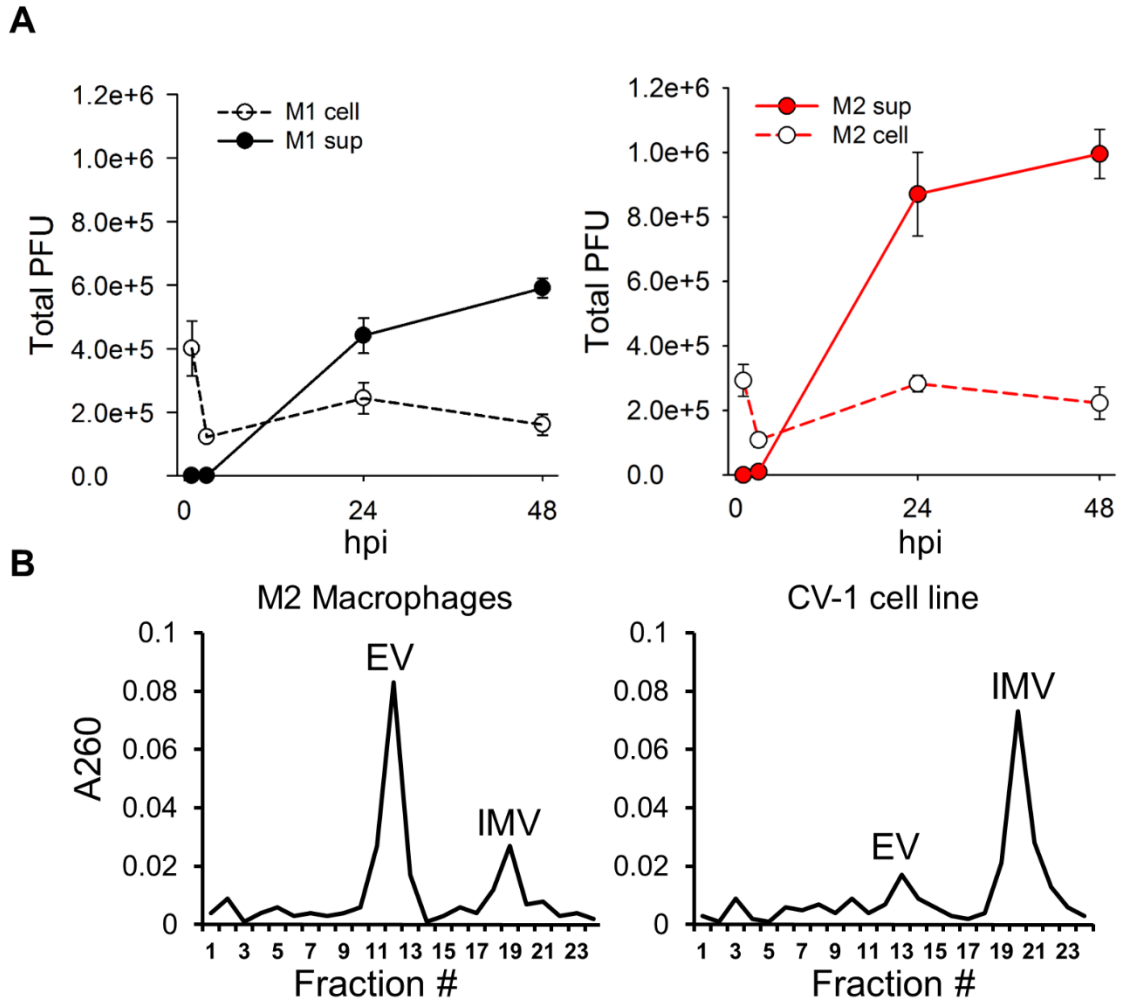 A
1.2e+6
1.0e+6
8.0e+5
6.0e+5
4.0e+5
2.0e+5
0.0
Total PFU
M1 cell
M1 sup
0 24 48
hpi
1.2e+6
1.0e+6
8.0e+5
6.0e+5
4.0e+5
2.0e+5
0.0
Total PFU
M2 sup
M2 cell
0 24 48
hpi
B
M2 Macrophages
0.1
0.08
0.06
0.04
0.02
0
A260
EV
IMV
1 3 5 7 9 11 13 15 17 19 21 23
Fraction #
CV-1 cell line
0.1
0.08
0.06
0.04
0.02
0
EV
IMV
1 3 5 7 9 11 13 15 17 19 21 23
Fraction #